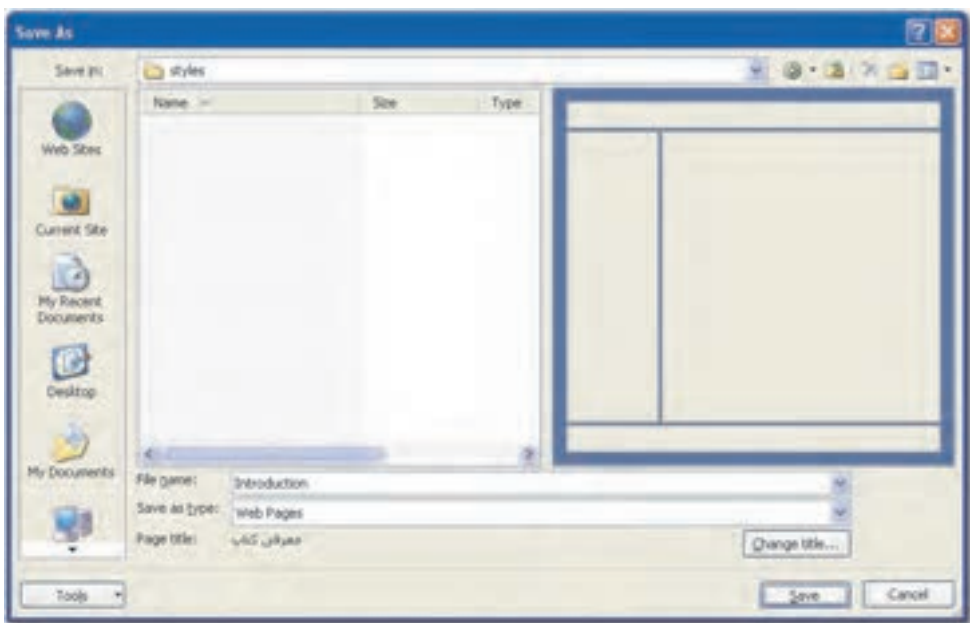 Save As
Save in:
styles
Name
Size
Type
Web Sites
Current Site
My Recent
Documents
Desktop
My Documents
File name:
Introduction
Save as type:
Web Pages
Page title:
معرفی کتاب
Change title...
Tools
Save
Cancel